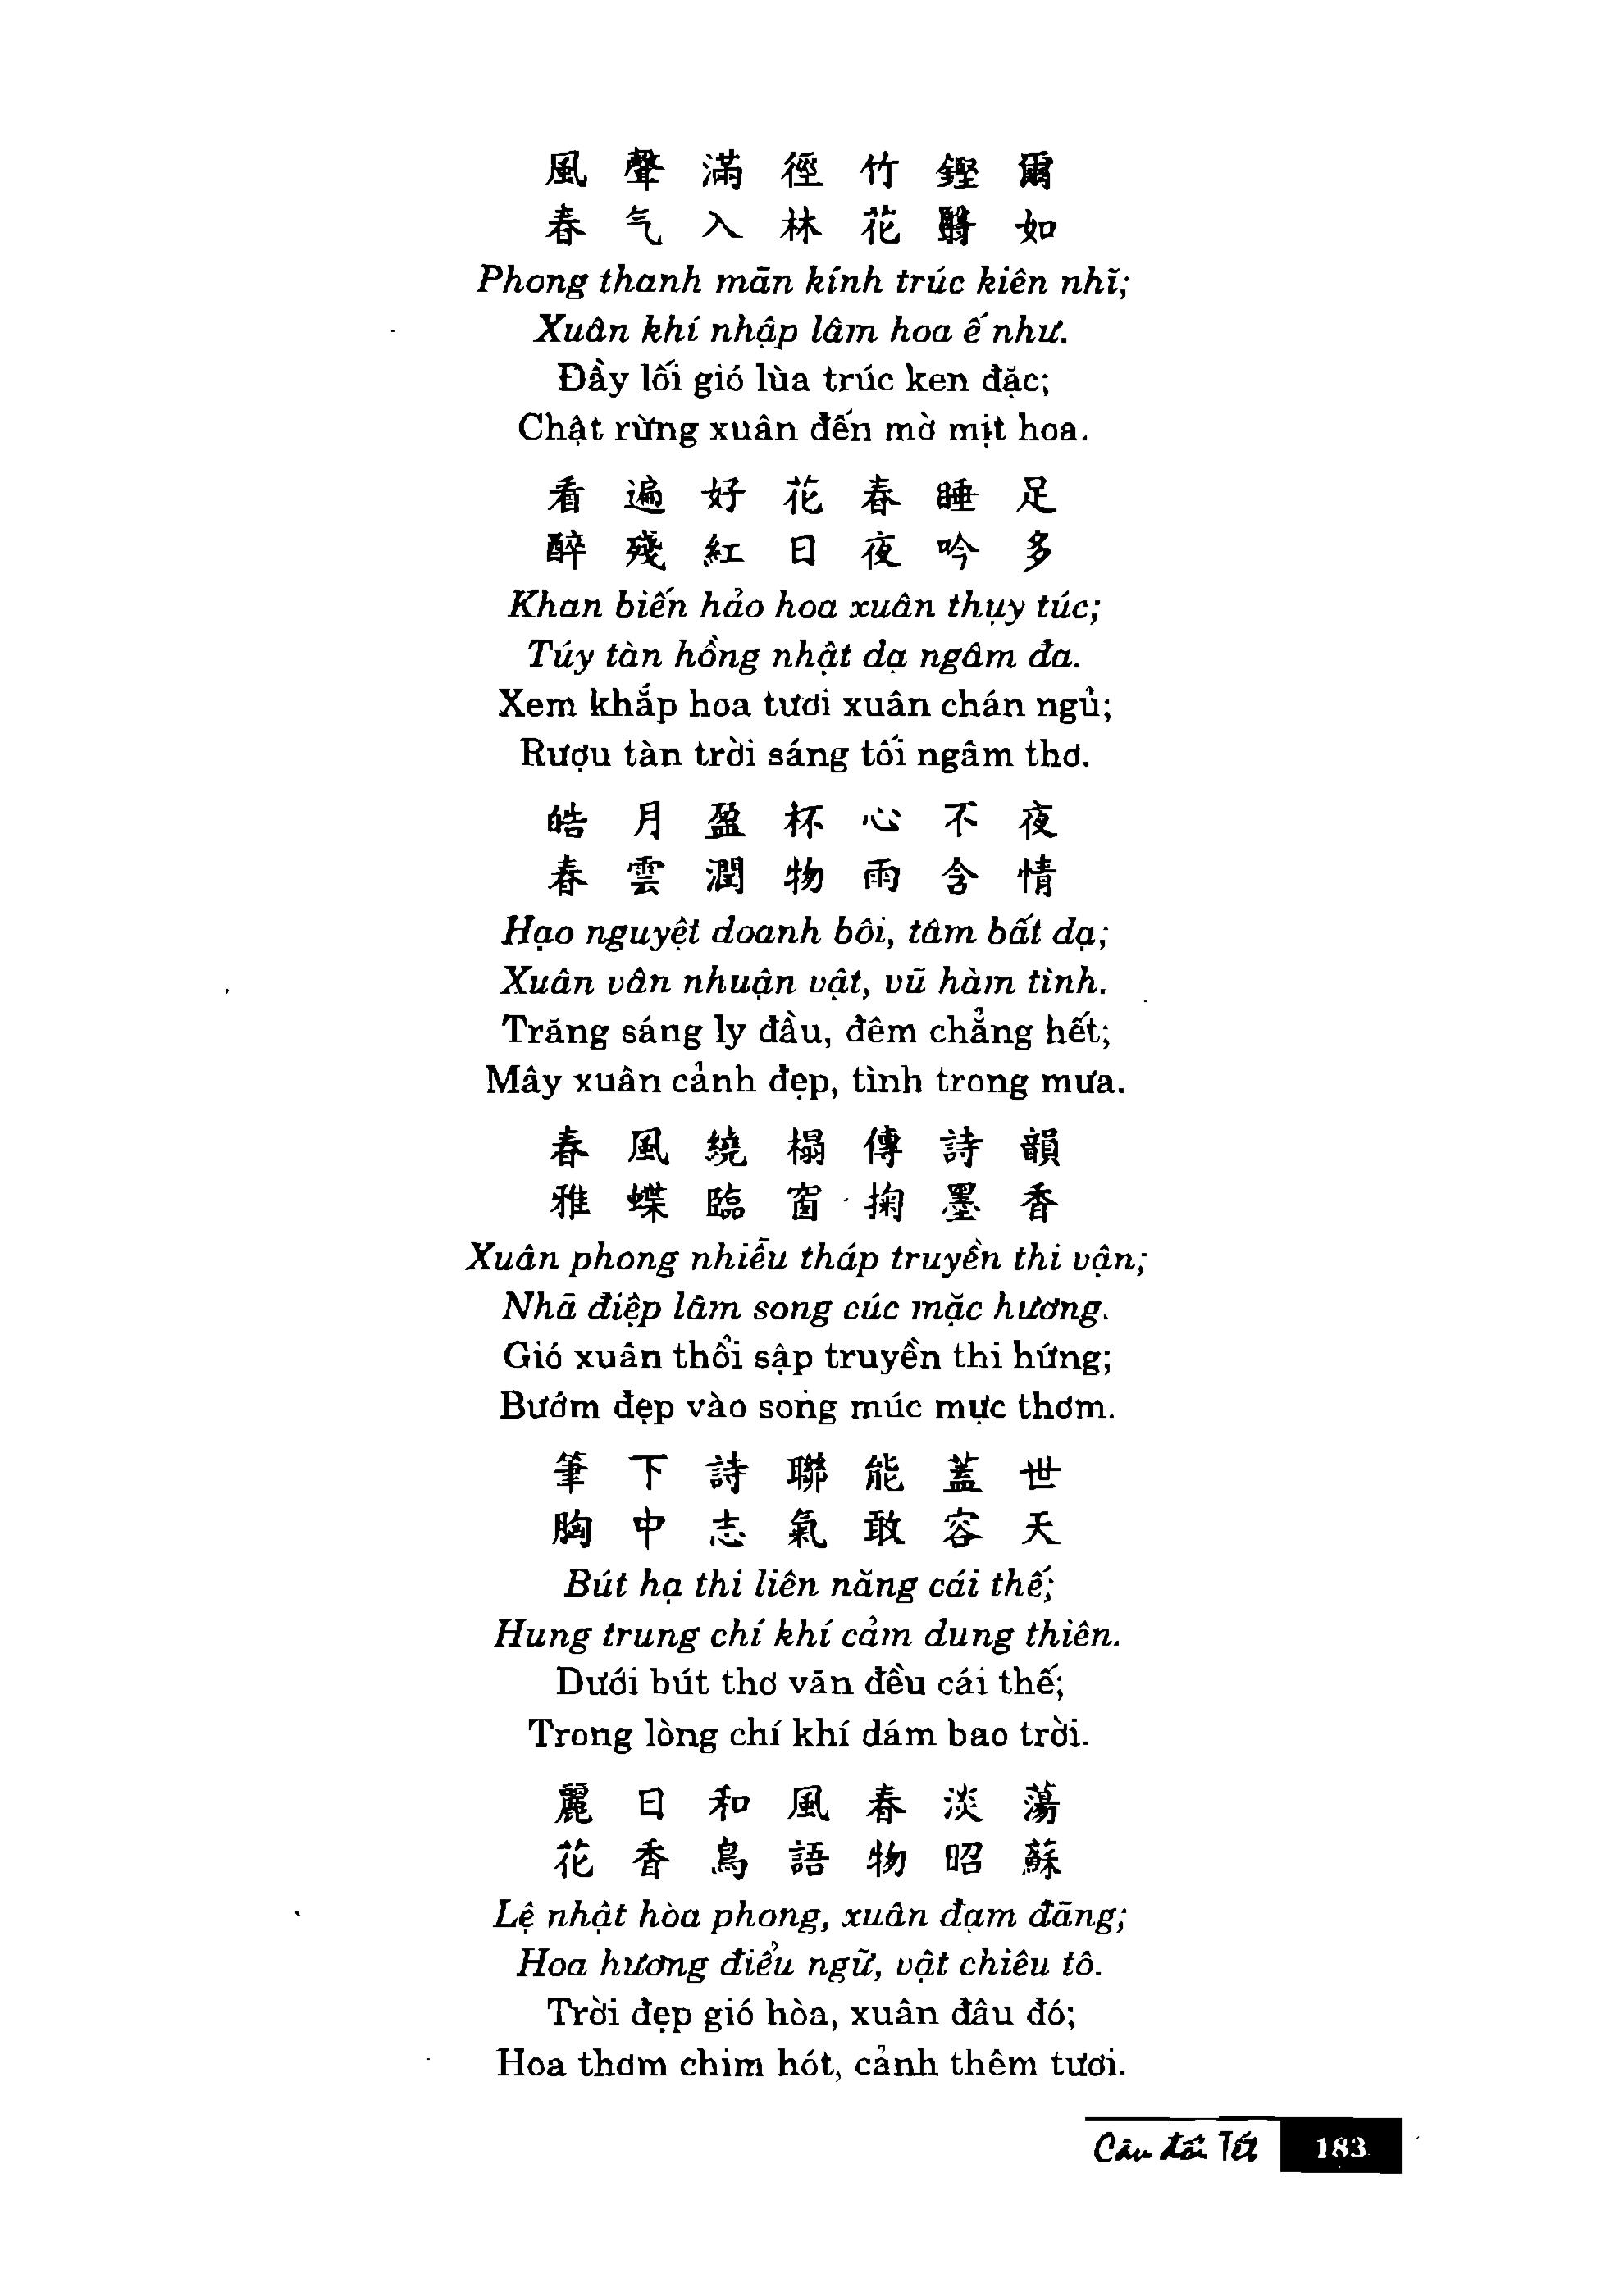 風 聲 滿 徑 竹 鏗 爾
春 气 入 林 花 翳 如
Phong thanh mãn kính trúc kiên nhĩ;
Xuân khí nhập lâm hoa ế như.
Đầy lối gió lùa trúc ken đặc;
Chật rừng xuân đến mờ mịt hoa.
看 遍 好 花 春 睡 足
醉 殘 紅 日 夜 吟 多
Khan biến hảo hoa xuân thụy túc;
Túy tàn hồng nhật dạ ngâm đa.
Xem khắp hoa tươi xuân chán ngủ;
Rượu tàn trời sáng tối ngâm thơ.
皓 月 盈 杯 心 不 夜
春 雲 潤 物 雨 含 情
Hạo nguyệt doanh bôi, tâm bất dạ;
Xuân vân nhuận vật, vũ hàm tình.
Trăng sáng ly đầu, đêm chẳng hết;
Mây xuân cảnh đẹp, tình trong mưa.
春 風 繞 榻 傳 詩 韻
雅 蝶 臨 窗 掬 墨 香
Xuân phong nhiễu tháp truyền thi vận;
Nhã điệp lâm song cúc mặc hương.
Gió xuân thổi sập truyền thi hứng;
Bướm đẹp vào song múc mực thơm.
筆 下 詩 聯 能 蓋 世
胸 中 志 氣 敢 容 天
Bút hạ thi liên năng cái thế;
Hung trung chí khí cảm dung thiên.
Dưới bút thơ văn đều cái thế;
Trong lòng chí khí dám bao trời.
麗 日 和 風 春 淡 蕩
花 香 鳥 語 物 昭 蘇
Lệ nhật hòa phong, xuân đạm đãng;
Hoa hương điểu ngữ, vật chiêu tô.
Trời đẹp gió hòa, xuân đâu đó;
Hoa thơm chim hót, cảnh thêm tươi.
Câu đối Tết 183